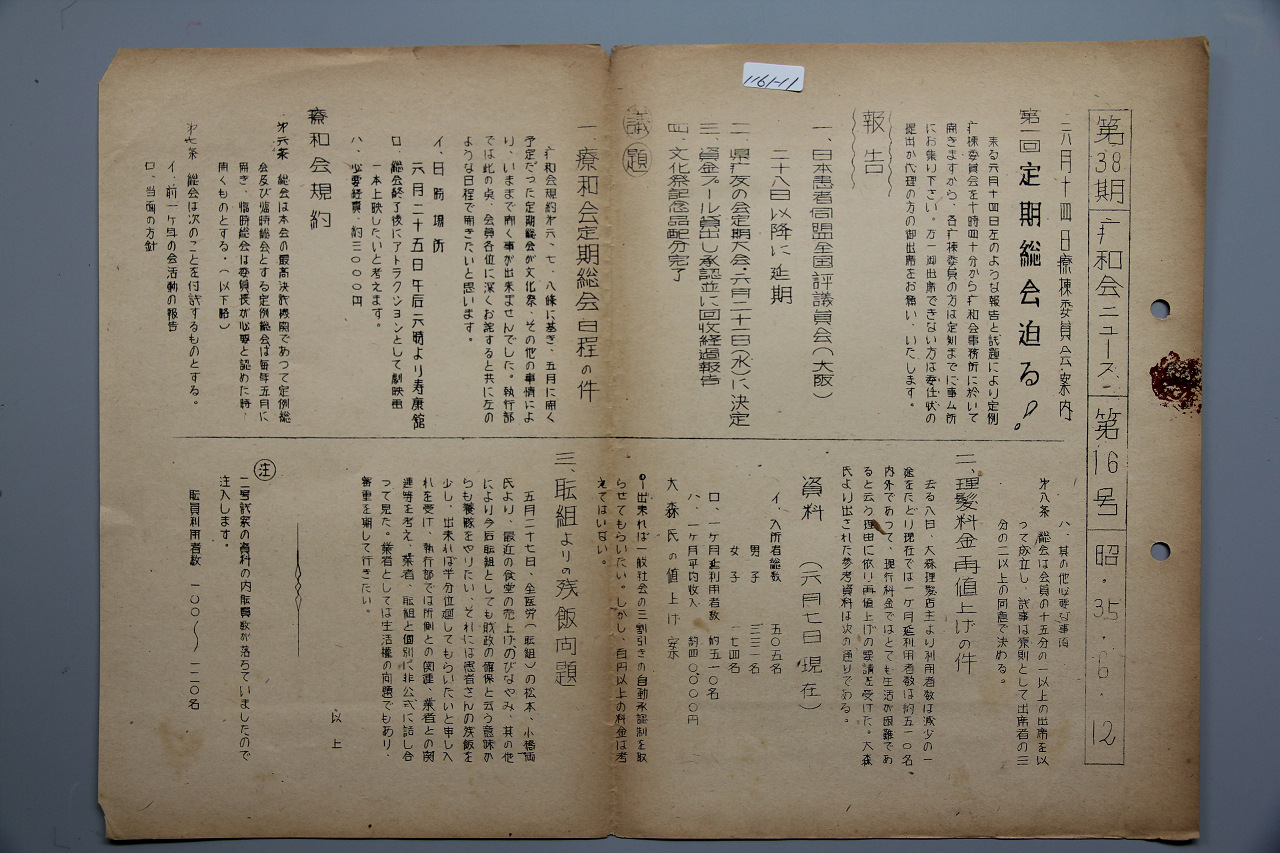 1161-11
第38期 疒和会ニュース 第16号 昭・35・6・12
六月十四日療棟委員会案内
第一回定期総会迫る!
来る六月十四日左のような報告と議題により定例
疒棟委員会を十時四十分から疒和会事務所に於いて
開きますから、各疒棟委員の方は定刻までに事ム所
にお集り下さい。万一御出席できない方は委任状の
提出か代理の方の御出席をお願い、いたします。
報告
一、日本患者同盟全国評議員会(大阪)
二十八日以降に延期
二、県疒友の会定期大会・六月二十二日(水)に決定
三、資金プール貸出し承認並に回収経過報告
四、文化祭記念品配分完了
議題
一、療和会定期総会日程の件
疒和会規約第六、七、八條に基き、五月に開く
予定だった定期総会が文化祭、その他の事情によ
り、いままで開く事が出来ませんでした。執行部
では此の点、会員各位に深くお詫すると共に左の
ような日程で開きたいと思います。
イ、日時場所
六月二十五日午后六時より寿康舘
ロ、総会終了後にアトラクションとして劇映画
一本上映したいと考えます。
ハ、必要経費、約三〇〇〇円
療和会規約
第六条 総会は本会の最高決議機関であって定例総
会及び臨時総会とする定例総会は毎年五月に
開き、臨時総会は委員長が必要と認めた時、
開くものとする・(以下略)
第七条 総会は次のことを付議するものとする。
イ、前一ケ年の会活動の報告
ロ、当面の方針
ハ、其の他必要な事項
第八条 総会は会員の十五分の一以上の出席を以
って成立し、議事は原則として出席者の三
分の二以上の同意で決める。
二、理髪料金再値上げの件
去る八日、大森理髪店主より利用者数は減少の一
途をたどり現在では一ケ月延利用者数は約五一〇名
内外であって、現行料金ではとても生活が困難であ
ると云う理由に依り再値上げの要請を受けた。大森
氏より出された参考資料は次の通りである。
資料 (六月七日現在)
イ、入所者総数 五〇五名
男子 三三一名
女子 一七四名
ロ、一ケ月延利用者数 約五一〇名
ハ、一ケ月平均収入 約四〇、〇〇〇円
大森氏の値上げ案
◎出来れば一般社会の三割引きの自動承認制を取
らせてもらいたい。しかし、百円以上の料金は考
えてはいない。
三、転組よりの残飯問題
五月二十七日、全医労(転組)の松本、小橋両
氏より、最近の食堂の売上げのびなやみ、其の他
により今后転組としても財政の確保と云う意味か
らも養豚をやりたい、それには患者さんの残飯を
少し、出来れば半分位廻してもらいたいと申し入
れを受け、執行部では所側との関連、業者との関
連等を考え、業者、転組と個別に非公式に話し合
って見た。業者としては生活権の問題でもあり、
慎重を期して行きたい。
以上
注
二号議案の資料の内転員数が落ちていましたので
注入します。
転員利用者数 一〇〇〜一二〇名